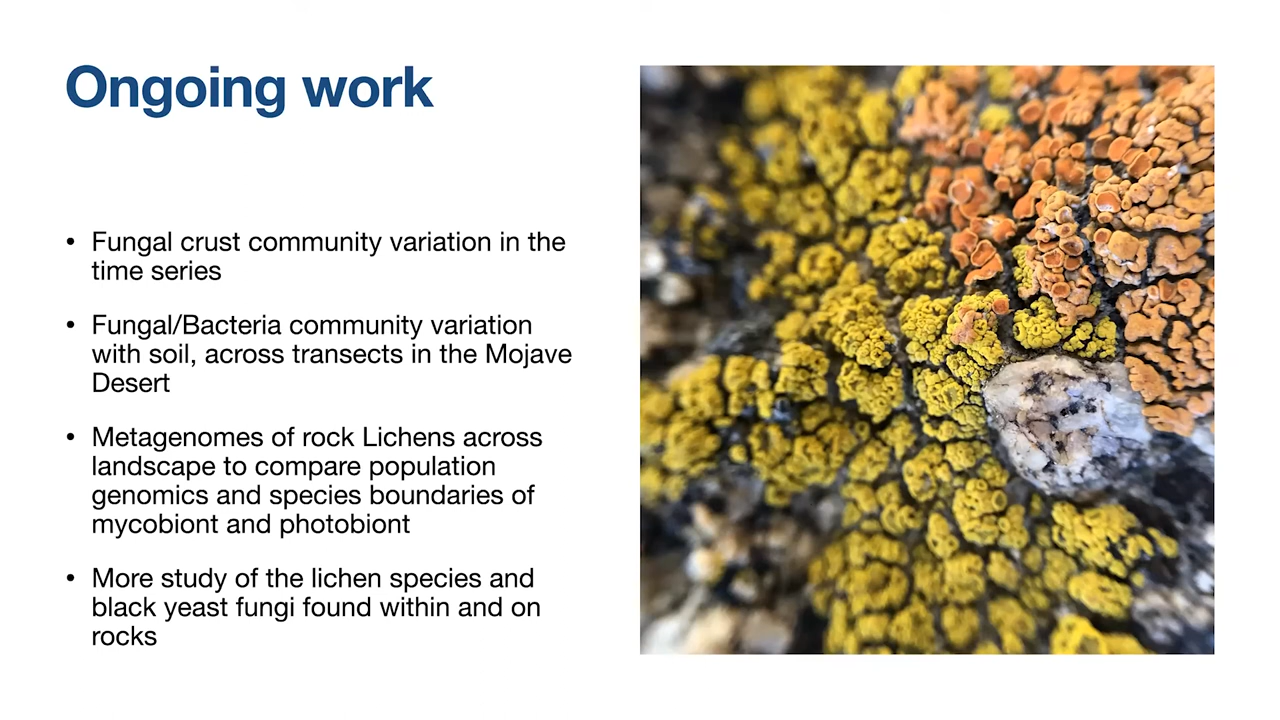 Ongoing work
• Fungal crust community variation in the
time series
• Fungal/Bacteria community variation
with soil, across transects in the Mojave
Desert
• Metagenomes of rock Lichens across
landscape to compare population
genomics and species boundaries of
mycobiont and photobiont
• More study of the lichen species and
black yeast fungi found within and on
rocks